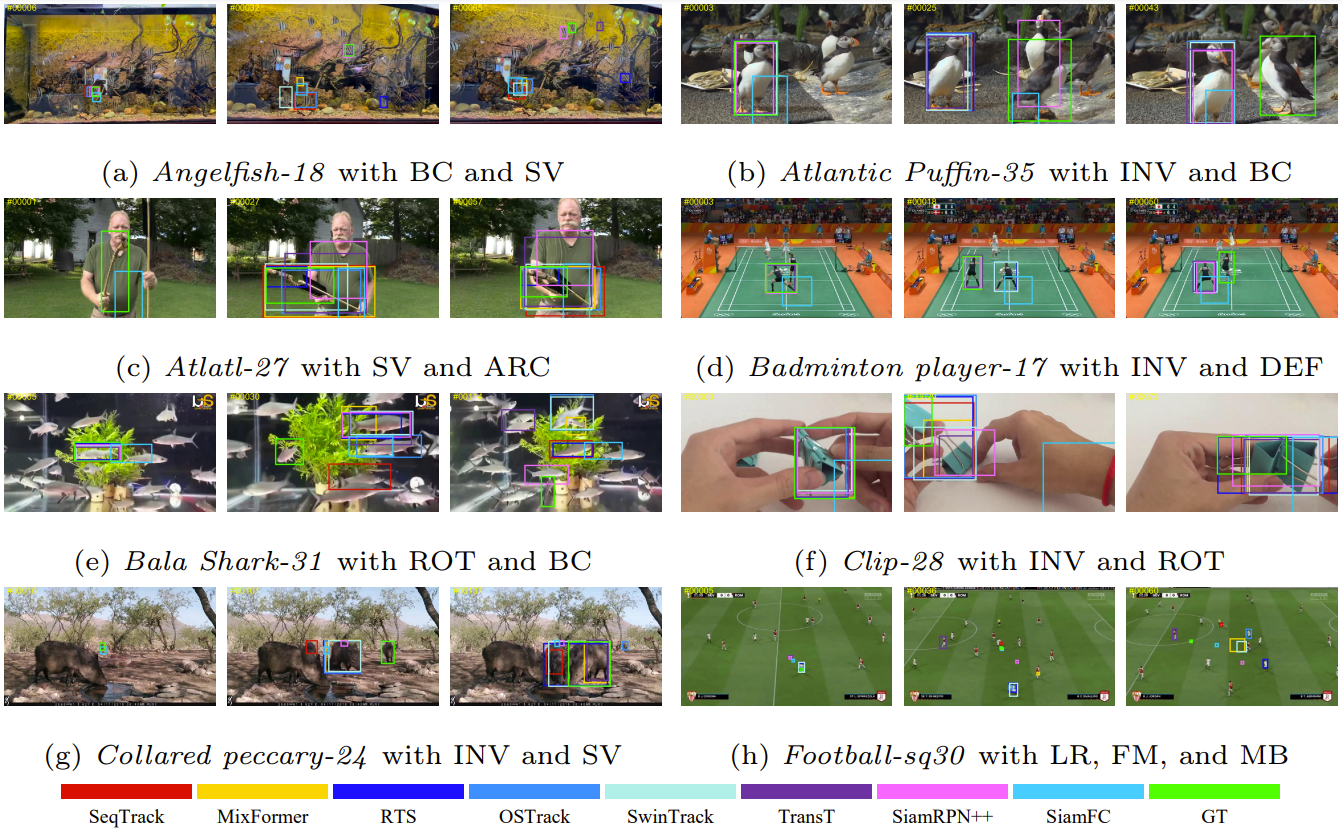 #00006 #00032 #00085 #00003 #00025 #00043
(a) Angelfish-18 with BC and SV
(b) Atlantic Puffin-35 with INV and BC
#00001 #00027 #00057 #00003 #00018 #00050
(c) Atlatl-27 with SV and ARC
(d) Badminton player-17 with INV and DEF
#00005 #00030
(e) Bala Shark-31 with ROT and BC
(f) Clip-28 with INV and ROT
(g) Collared peccary-24 with INV and SV
#00005 #00036 #00060
(h) Football-sq30 with LR, FM, and MB
SeqTrack MixFormer RTS OSTrack SwinTrack TransT SiamRPN++ SiamFC GT